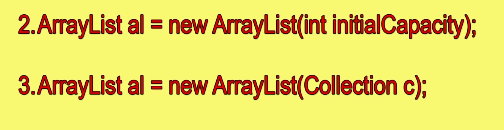 2.ArrayList al = new ArrayList(int initialCapacity);
3.ArrayList al = new ArrayList(Collection c);